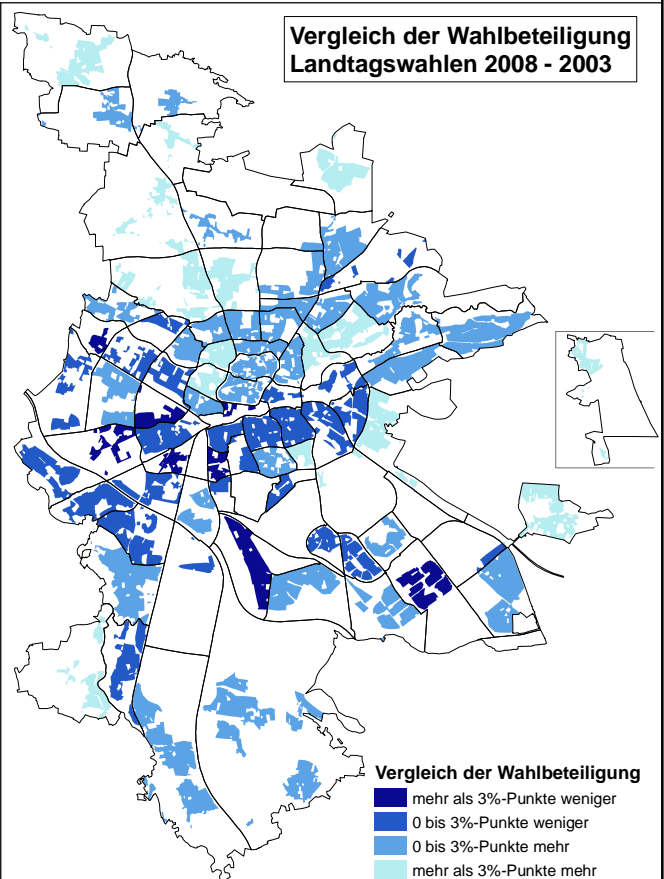 Vergleich der Wahlbeteiligung
Landtagswahlen 2008 - 2003
Vergleich der Wahlbeteiligung
mehr als 3%-Punkte weniger
0 bis 3%-Punkte weniger
0 bis 3%-Punkte mehr
mehr als 3%-Punkte mehr